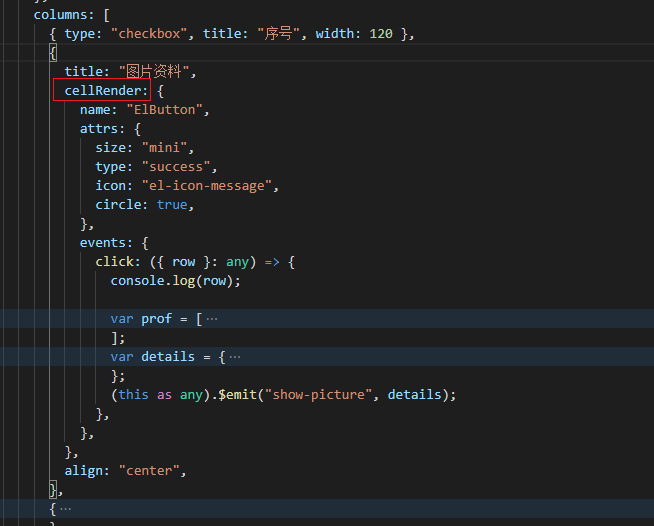 columns: [
{ type: "checkbox", title: "序号", width: 120 },
{
title: "图片资料",
cellRender: {
name: "ElButton",
attrs: {
size: "mini",
type: "success",
icon: "el-icon-message",
circle: true,
},
events: {
click: ({ row }: any) => {
console.log(row);
var prof = [ ···
];
var details = { ···
};
(this as any).$emit("show-picture", details);
},
},
},
align: "center",
},
{ ···